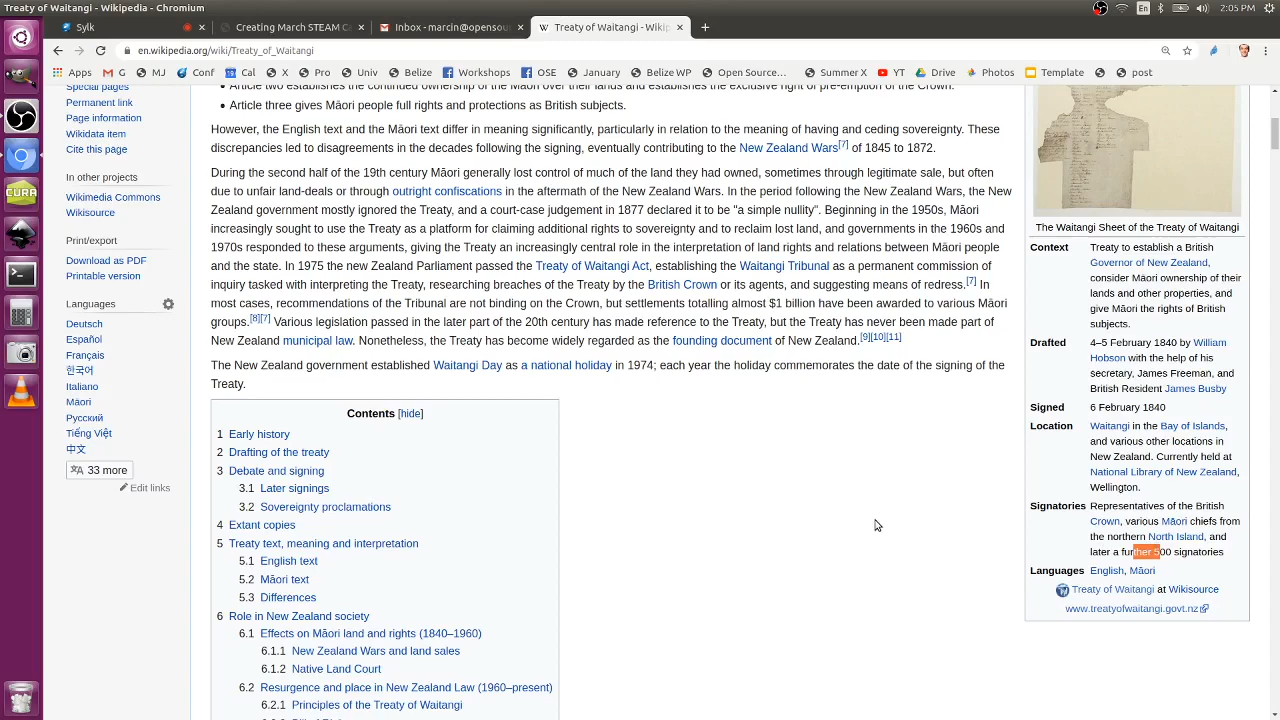 Treaty of Waitangi - Wikipedia - Chromium
En
2:05 PM
Sylk
Creating March STEAM Ca
Inbox - marcin@opensou
Treaty of Waitangi - Wikip
en.wikipedia.org/wiki/Treaty_of_Waitangi
Apps
M G
MJ
Conf
Cal
X
Pro
Univ
Belize
Workshops
OSE
January
Belize WP
Open Source…
Summer X
YT
Drive
Photos
Template
post
Special pages
Permanent link
Page information
Wikidata item
Cite this page
In other projects
Wikimedia Commons
Wikisource
Print/export
Download as PDF
Printable version
Languages
Deutsch
Español
Français
한국어
Italiano
Māori
Русский
Tiếng Việt
中文
33 more
Edit links
Article two establishes the continued ownership of the Māori over their lands and establishes the exclusive right of pre-emption of the Crown.
Article three gives Māori people full rights and protections as British subjects.
However, the English text and the Māori text differ in meaning significantly, particularly in relation to the meaning of having and ceding sovereignty. These
discrepancies led to disagreements in the decades following the signing, eventually contributing to the New Zealand Wars[7] of 1845 to 1872.
During the second half of the 19th century Māori generally lost control of much of the land they had owned, sometimes through legitimate sale, but often
due to unfair land-deals or through outright confiscations in the aftermath of the New Zealand Wars. In the period following the New Zealand Wars, the New
Zealand government mostly ignored the Treaty, and a court-case judgement in 1877 declared it to be "a simple nullity". Beginning in the 1950s, Māori
increasingly sought to use the Treaty as a platform for claiming additional rights to sovereignty and to reclaim lost land, and governments in the 1960s and
1970s responded to these arguments, giving the Treaty an increasingly central role in the interpretation of land rights and relations between Māori people
and the state. In 1975 the new Zealand Parliament passed the Treaty of Waitangi Act, establishing the Waitangi Tribunal as a permanent commission of
inquiry tasked with interpreting the Treaty, researching breaches of the Treaty by the British Crown or its agents, and suggesting means of redress.[7] In
most cases, recommendations of the Tribunal are not binding on the Crown, but settlements totalling almost $1 billion have been awarded to various Māori
groups.[8][7] Various legislation passed in the later part of the 20th century has made reference to the Treaty, but the Treaty has never been made part of
New Zealand municipal law. Nonetheless, the Treaty has become widely regarded as the founding document of New Zealand.[9][10][11]
The New Zealand government established Waitangi Day as a national holiday in 1974; each year the holiday commemorates the date of the signing of the
Treaty.
Contents [hide]
1 Early history
2 Drafting of the treaty
3 Debate and signing
3.1 Later signings
3.2 Sovereignty proclamations
4 Extant copies
5 Treaty text, meaning and interpretation
5.1 English text
5.2 Māori text
5.3 Differences
6 Role in New Zealand society
6.1 Effects on Māori land and rights (1840–1960)
6.1.1 New Zealand Wars and land sales
6.1.2 Native Land Court
6.2 Resurgence and place in New Zealand Law (1960–present)
6.2.1 Principles of the Treaty of Waitangi
The Waitangi Sheet of the Treaty of Waitangi
Context Treaty to establish a British
Governor of New Zealand,
consider Māori ownership of their
lands and other properties, and
give Māori the rights of British
subjects.
Drafted 4–5 February 1840 by William
Hobson with the help of his
secretary, James Freeman, and
British Resident James Busby
Signed 6 February 1840
Location Waitangi in the Bay of Islands,
and various other locations in
New Zealand. Currently held at
National Library of New Zealand,
Wellington.
Signatories Representatives of the British
Crown, various Māori chiefs from
the northern North Island, and
later a further 500 signatories
Languages English, Māori
Treaty of Waitangi at Wikisource
www.treatyofwaitangi.govt.nz